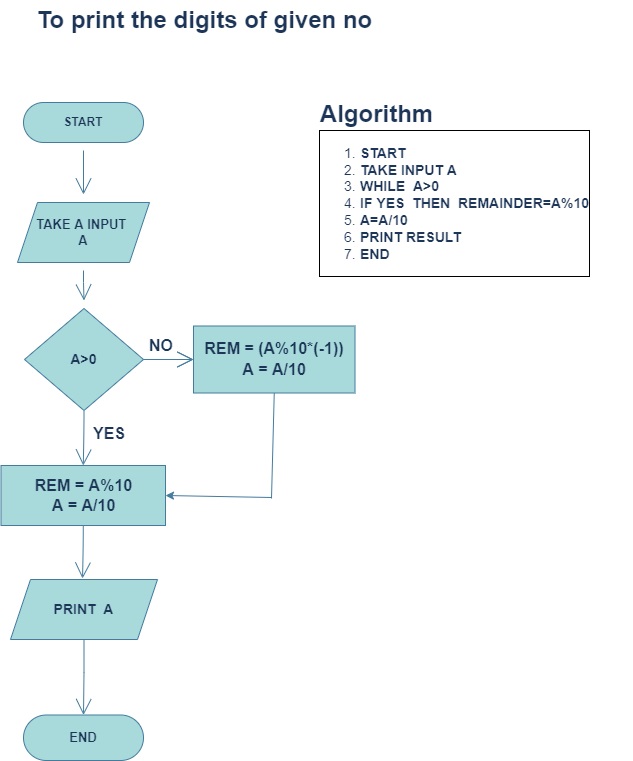 To print the digits of given no
START
TAKE A INPUT
A
A>0
NO
REM = (A%10*(-1))
A = A/10
YES
REM = A%10
A = A/10
PRINT A
END
Algorithm
1. START
2. TAKE INPUT A
3. WHILE A>0
4. IF YES THEN REMAINDER=A%10
5. A=A/10
6. PRINT RESULT
7. END